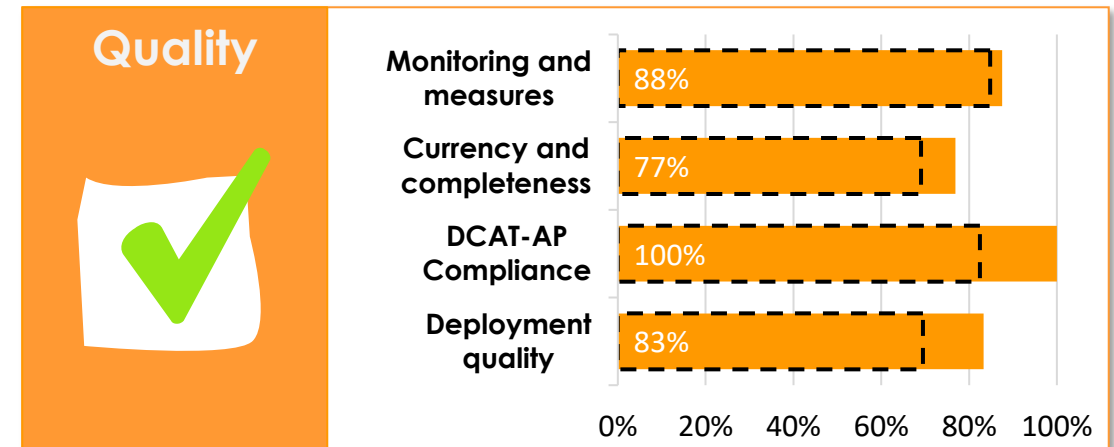 Quality
Monitoring and
measures
88%
Currency and
completeness
77%
DCAT-AP
Compliance
100%
Deployment
quality
83%
0% 20% 40% 60% 80% 100%